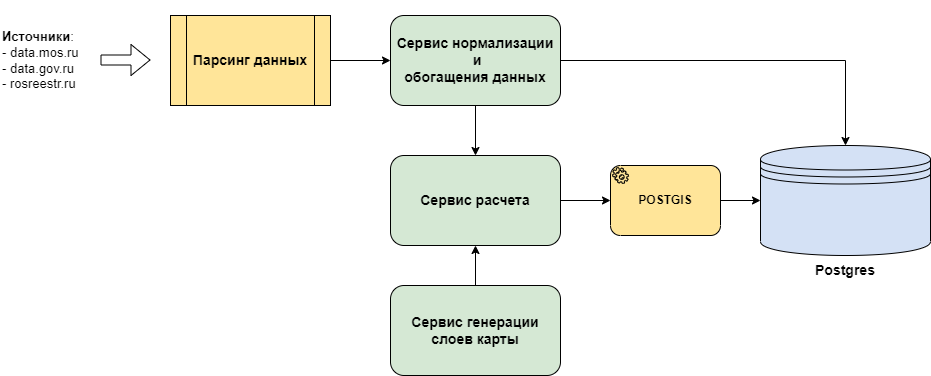 Источники:
- data.mos.ru
- data.gov.ru
- rosreestr.ru
Парсинг данных
Сервис нормализации
и
обогащения данных
Сервис расчета
POSTGIS
Postgres
Сервис генерации
слоев карты